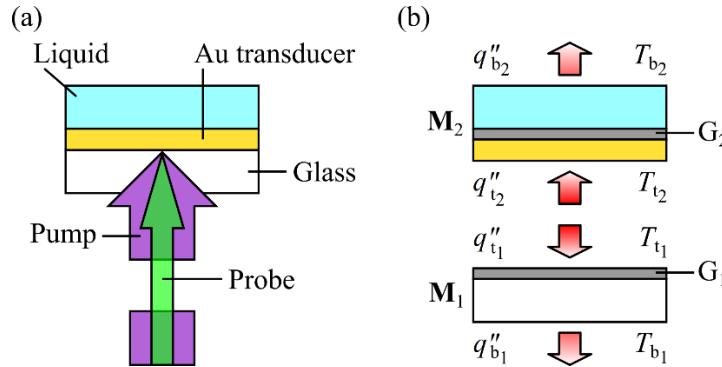 (a)
Liquid
Au transducer
Glass
Pump
Probe
(b)
q″b₂ Tb₂
M₂
G₂
q″t₂ Tt₂
q″t₁ Tt₁
G₁
M₁
q″b₁ Tb₁